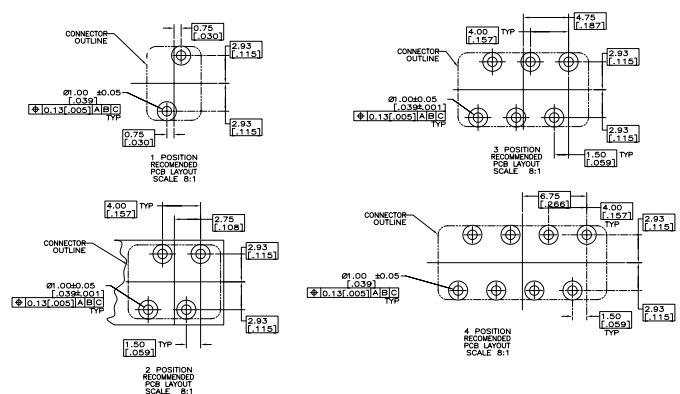 0.75
[.030]
CONNECTOR
OUTLINE
2.93
[.115]
Ø1.00 ±0.05
[.039]
⌖ 0.13[.005] A B C
TYP
2.93
[.115]
0.75
[.030]
1 POSITION
RECOMENDED
PCB LAYOUT
SCALE 8:1
4.75
[.187]
4.00
[.157]
TYP
CONNECTOR
OUTLINE
2.93
[.115]
Ø1.00±0.05
[.039±.001]
⌖ 0.13[.005] A B C
TYP
2.93
[.115]
1.50
[.059]
TYP
3 POSITION
RECOMMENDED
PCB LAYOUT
SCALE 8:1
4.00
[.157]
TYP
2.75
[.108]
CONNECTOR
OUTLINE
2.93
[.115]
Ø1.00±0.05
[.039±.001]
⌖ 0.13[.005] A B C
TYP
2.93
[.115]
1.50
[.059]
TYP
2 POSITION
RECOMMENDED
PCB LAYOUT
SCALE 8:1
6.75
[.266]
4.00
[.157]
TYP
CONNECTOR
OUTLINE
2.93
[.115]
Ø1.00 ±0.05
[.039]
⌖ 0.13[.005] A B C
TYP
2.93
[.115]
1.50
[.059]
TYP
4 POSITION
RECOMENDED
PCB LAYOUT
SCALE 8:1